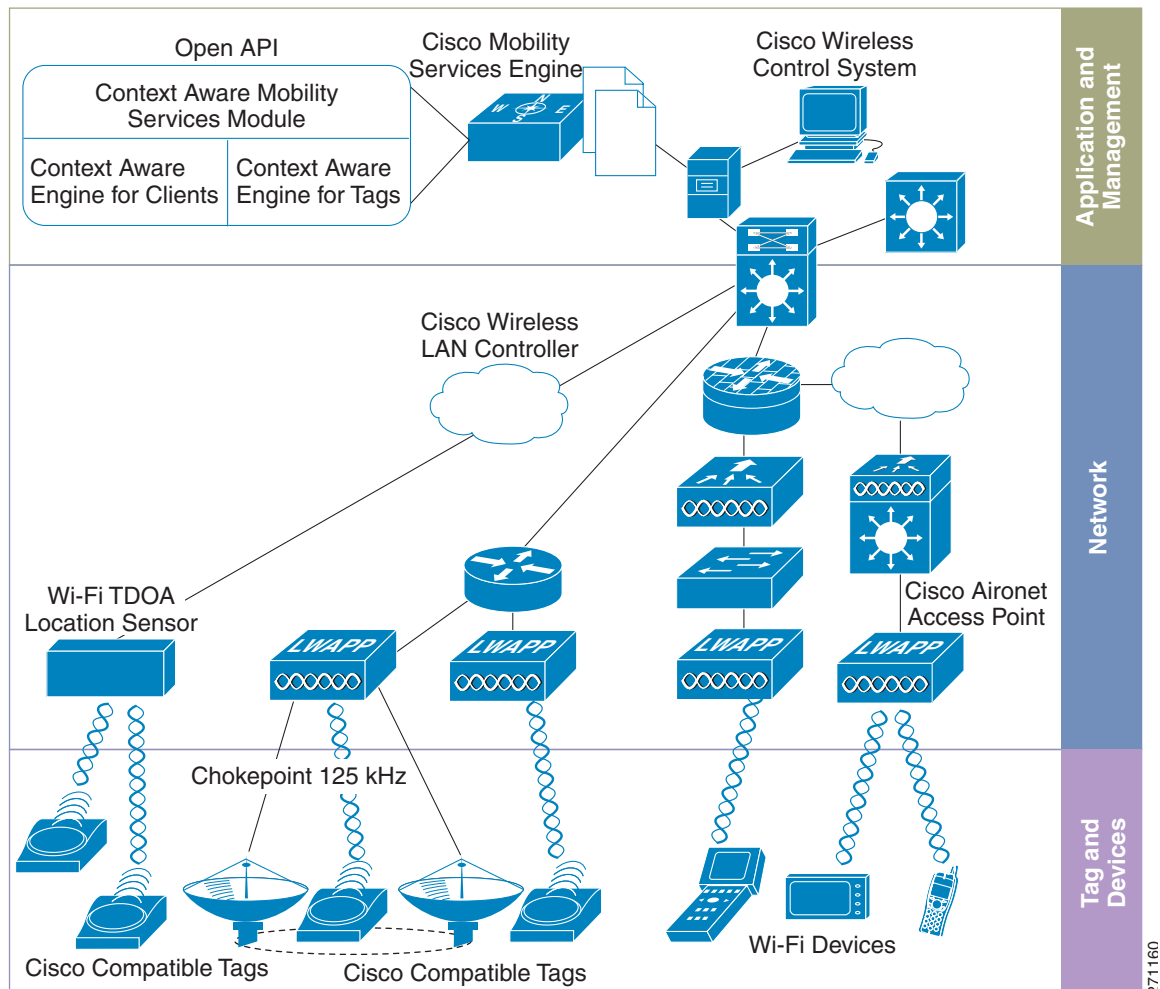 Open API
Context Aware Mobility
Services Module
Context Aware
Engine for Clients
Context Aware
Engine for Tags
Cisco Mobility
Services Engine
N
W
E
S
Cisco Wireless
Control System
Application and
Management
Cisco Wireless
LAN Controller
Network
Wi-Fi TDOA
Location Sensor
LWAPP
LWAPP
LWAPP
Cisco Aironet
Access Point
LWAPP
Chokepoint 125 kHz
Tag and
Devices
Wi-Fi Devices
Cisco Compatible Tags
Cisco Compatible Tags
271160